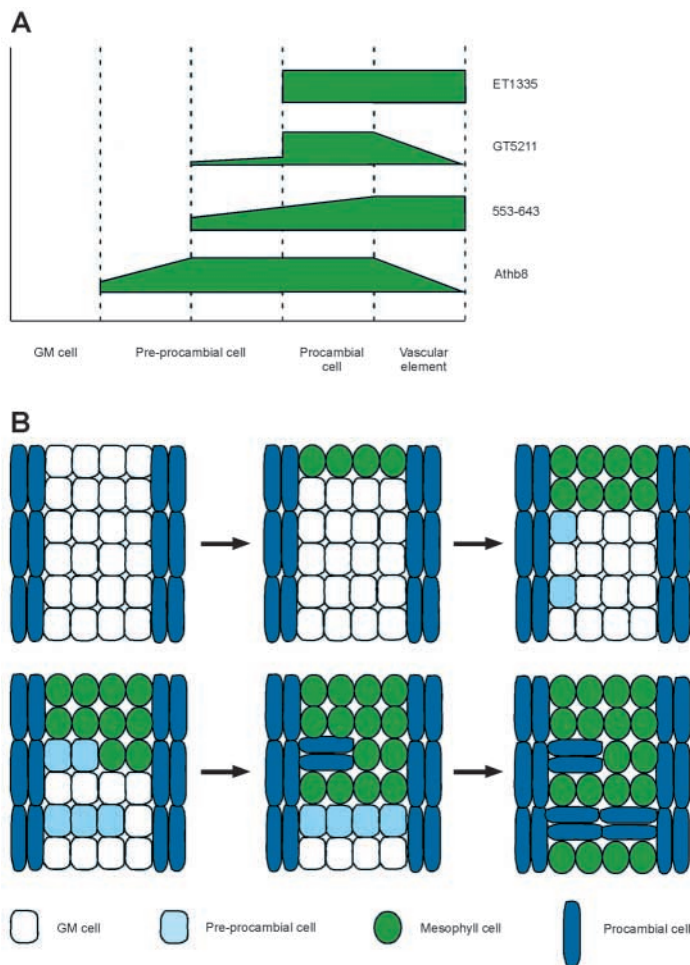 A
ET1335
GT5211
553-643
Athb8
GM cell
Pre-procambial cell
Procambial
cell
Vascular
element
B
GM cell
Pre-procambial cell
Mesophyll cell
Procambial cell